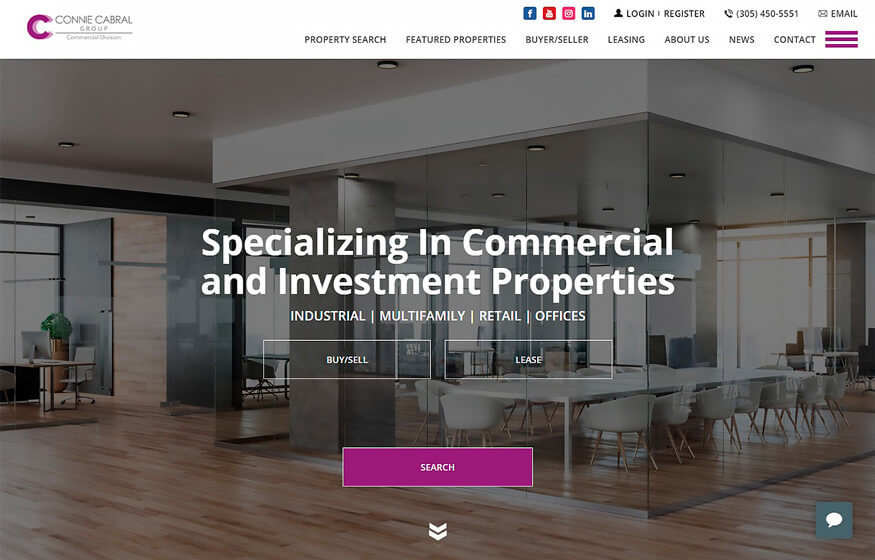 CONNIE CABRAL
GROUP
Commercial Division
LOGIN | REGISTER
(305) 450-5551
EMAIL
PROPERTY SEARCH
FEATURED PROPERTIES
BUYER/SELLER
LEASING
ABOUT US
NEWS
CONTACT
Specializing In Commercial
and Investment Properties
INDUSTRIAL | MULTIFAMILY | RETAIL | OFFICES
BUY/SELL
LEASE
SEARCH